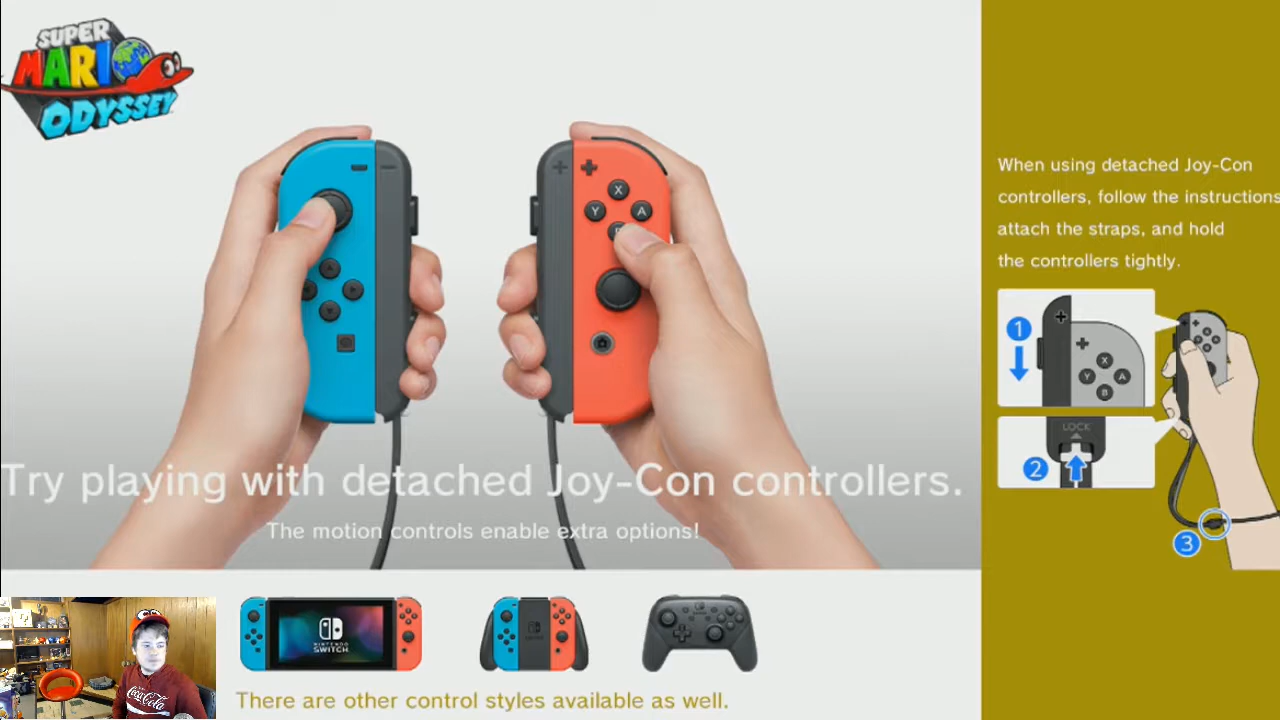 SUPER
MARIO
ODYSSEY
When using detached Joy-Con
controllers, follow the instructions
attach the straps, and hold
the controllers tightly.
X
Y A
1
X
Y A
B
LOCK
2
3
Try playing with detached Joy-Con controllers.
The motion controls enable extra options!
NINTENDO
SWITCH
Coca-Cola
There are other control styles available as well.